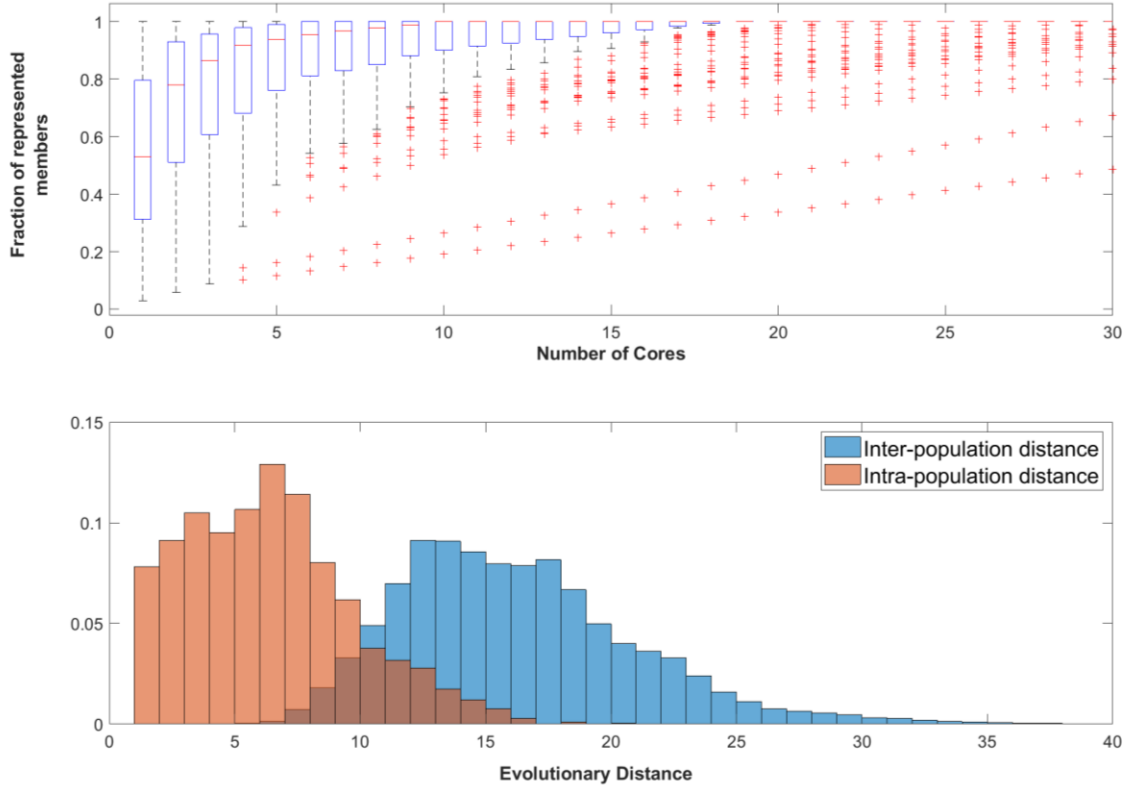 1
0.8
0.6
0.4
0.2
0
Fraction of represented
members
0 5 10 15 20 25 30
Number of Cores
0.15
0.1
0.05
0
Inter-population distance
Intra-population distance
0 5 10 15 20 25 30 35 40
Evolutionary Distance